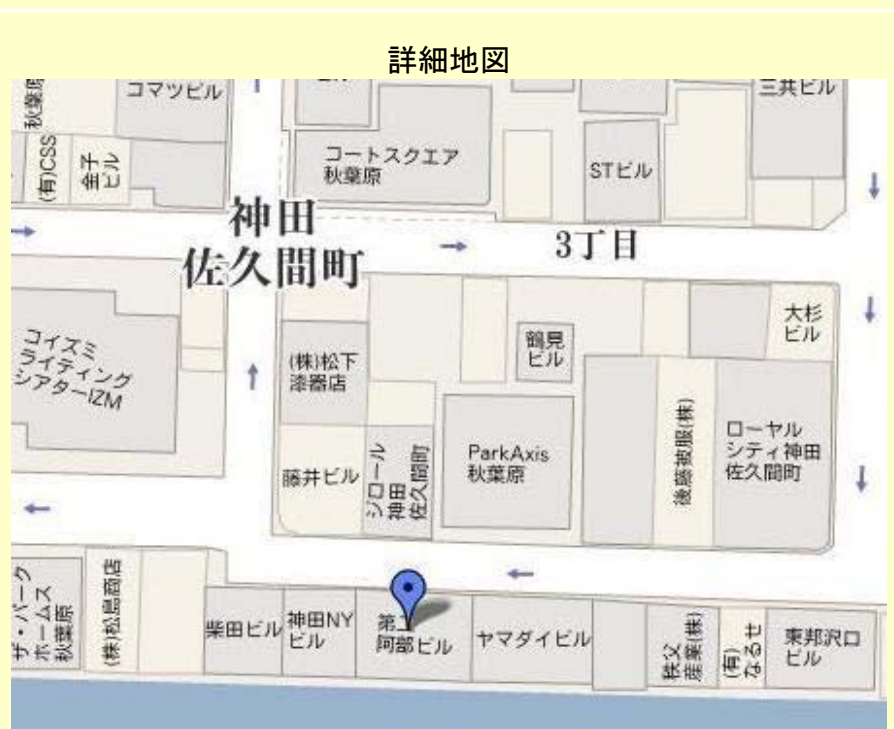 詳細地図
秋葉原
コマツビル
三共ビル
(有)CSS
金子
ビル
コートスクエア
秋葉原
STビル
神田
佐久間町
3丁目
大杉
ビル
コイズミ
ライティング
シアターIZM
(株)松下
漆器店
鶴見
ビル
藤井ビル
ジロール
神田
佐久間町
ParkAxis
秋葉原
後藤被服(株)
ローヤル
シティ神田
佐久間町
ザ・パーク
ホームズ
秋葉原
(株)松島商店
柴田ビル
神田NY
ビル
第二
阿部ビル
ヤマダイビル
秩父
産業(株)
(有)
なるせ
東邦沢口
ビル